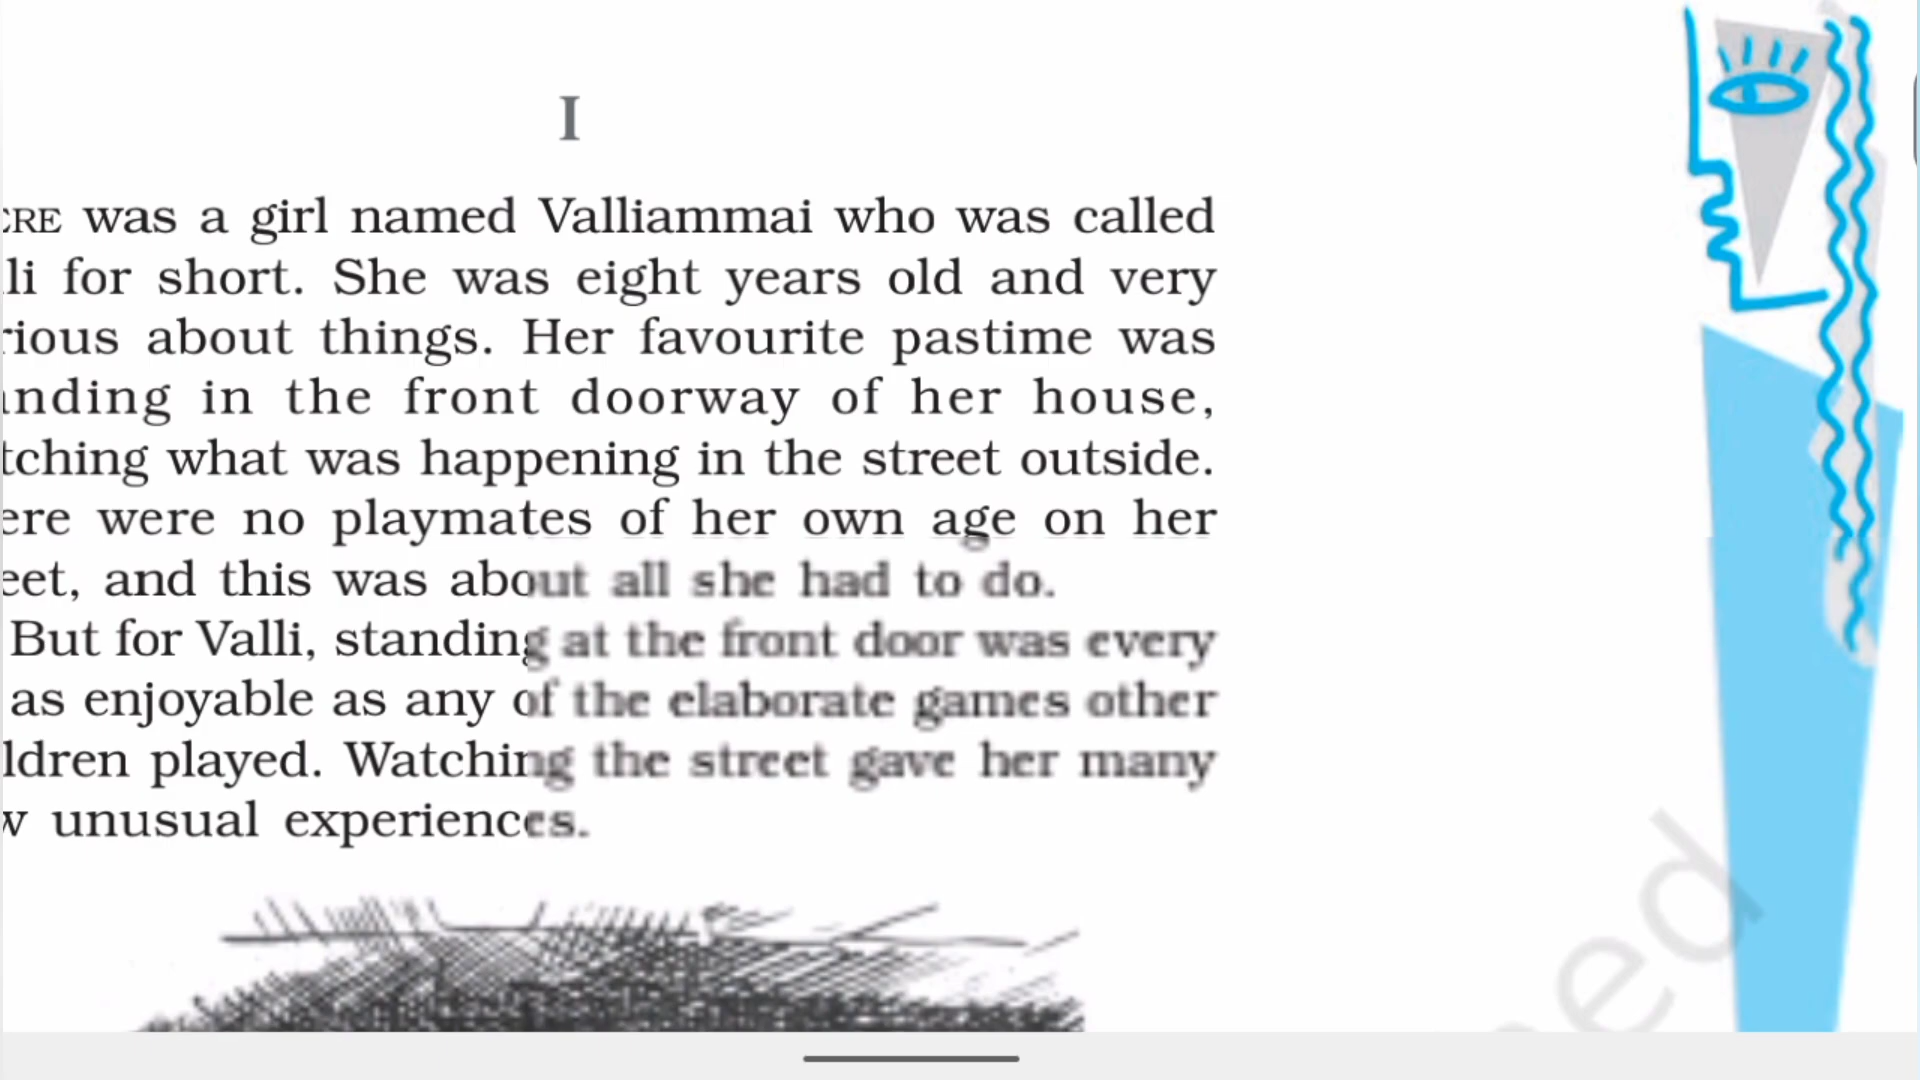 I
ERE was a girl named Valliammai who was called
li for short. She was eight years old and very
rious about things. Her favourite pastime was
nding in the front doorway of her house,
tching what was happening in the street outside.
ere were no playmates of her own age on her
eet, and this was about all she had to do.
But for Valli, standing at the front door was every
as enjoyable as any of the elaborate games other
ldren played. Watching the street gave her many
w unusual experiences.
ed